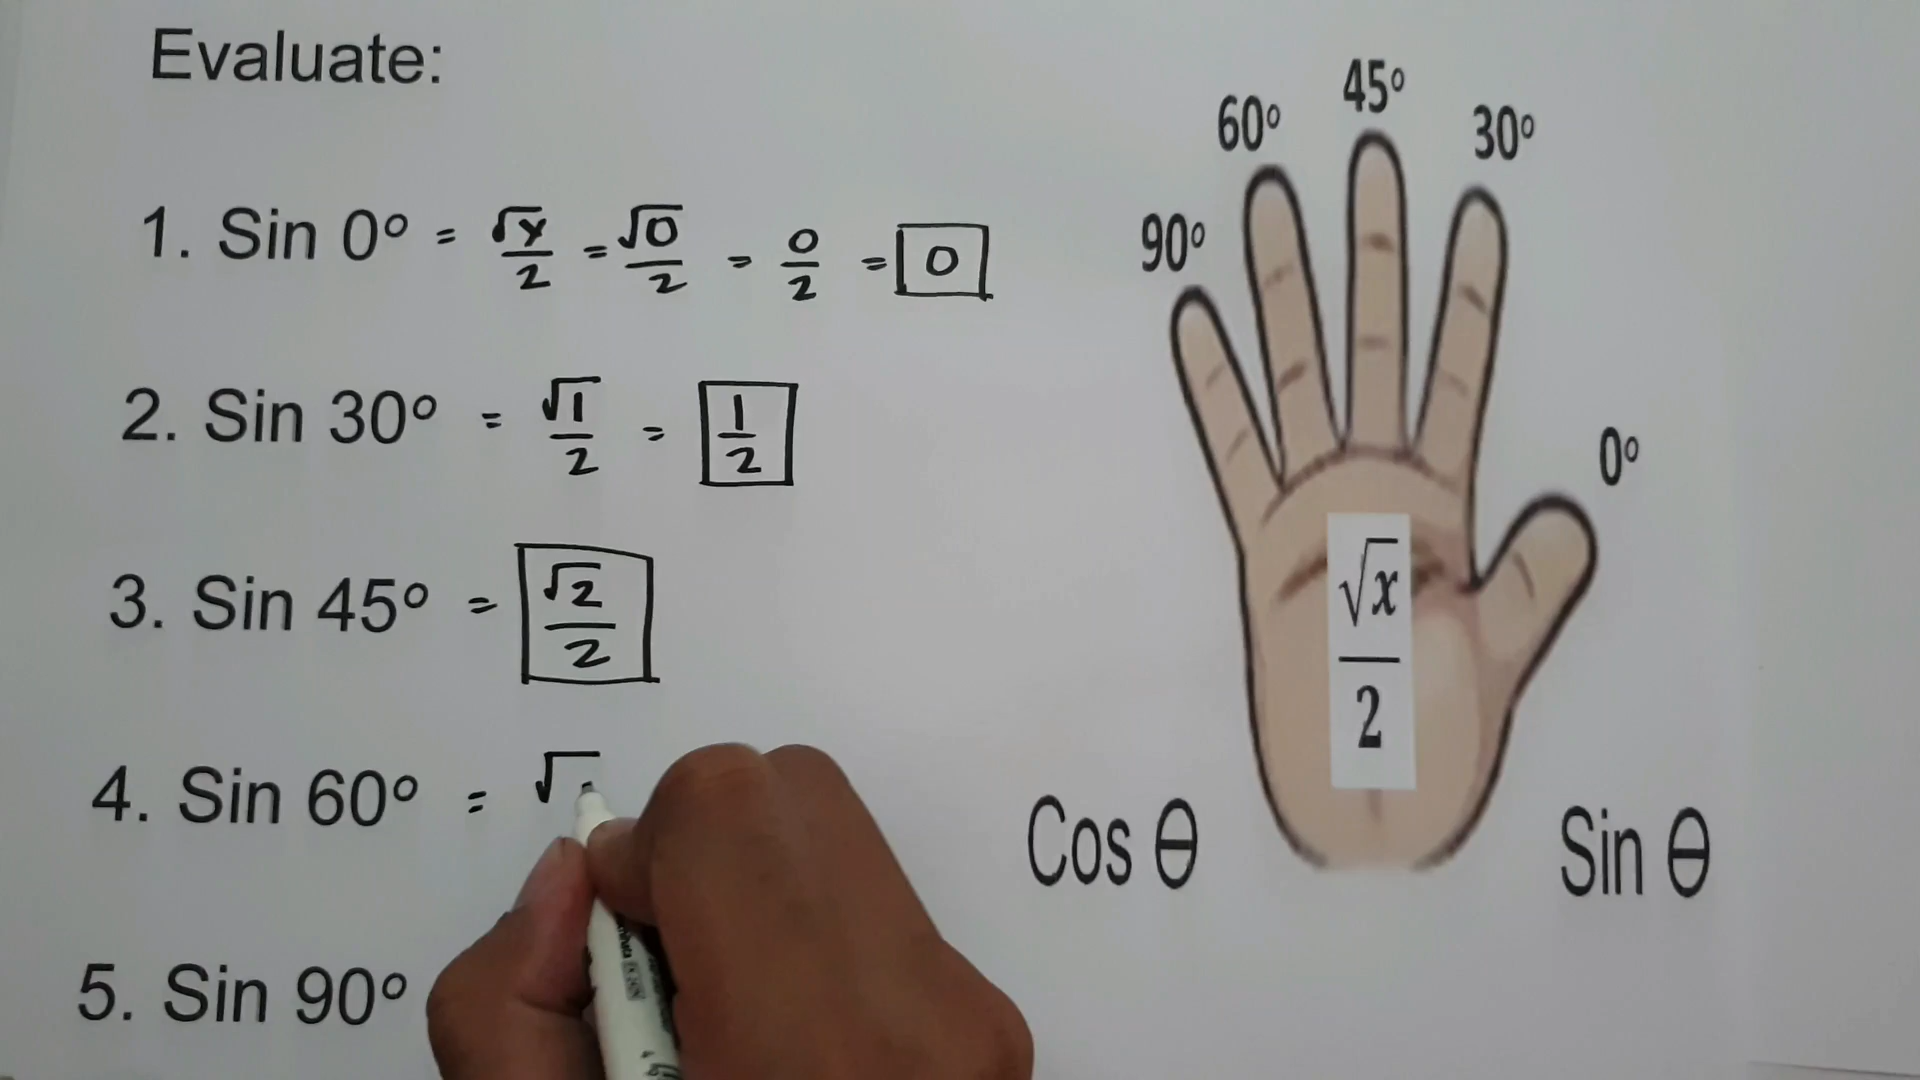 Evaluate:
1. Sin 0° = √x/2 = √0/2 = 0/2 = 0
2. Sin 30° = √1/2 = 1/2
3. Sin 45° = √2/2
4. Sin 60° = √
5. Sin 90°
45°
60°
30°
90°
0°
√x/2
Cos θ
Sin θ